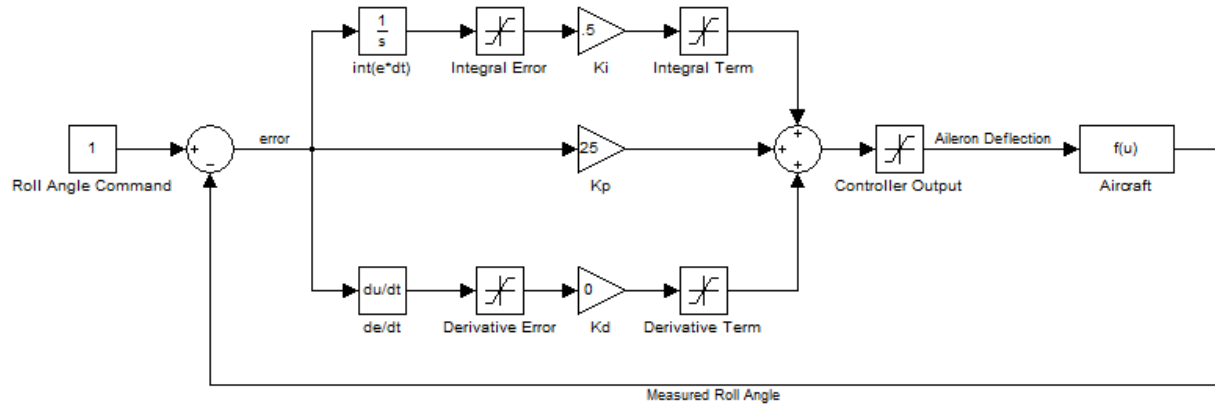 1
s
int(e*dt)
Integral Error
.5
Ki
Integral Term
1
Roll Angle Command
+
−
error
25
Kp
+
+
+
Controller Output
Aileron Deflection
f(u)
Aircraft
du/dt
de/dt
Derivative Error
0
Kd
Derivative Term
Measured Roll Angle